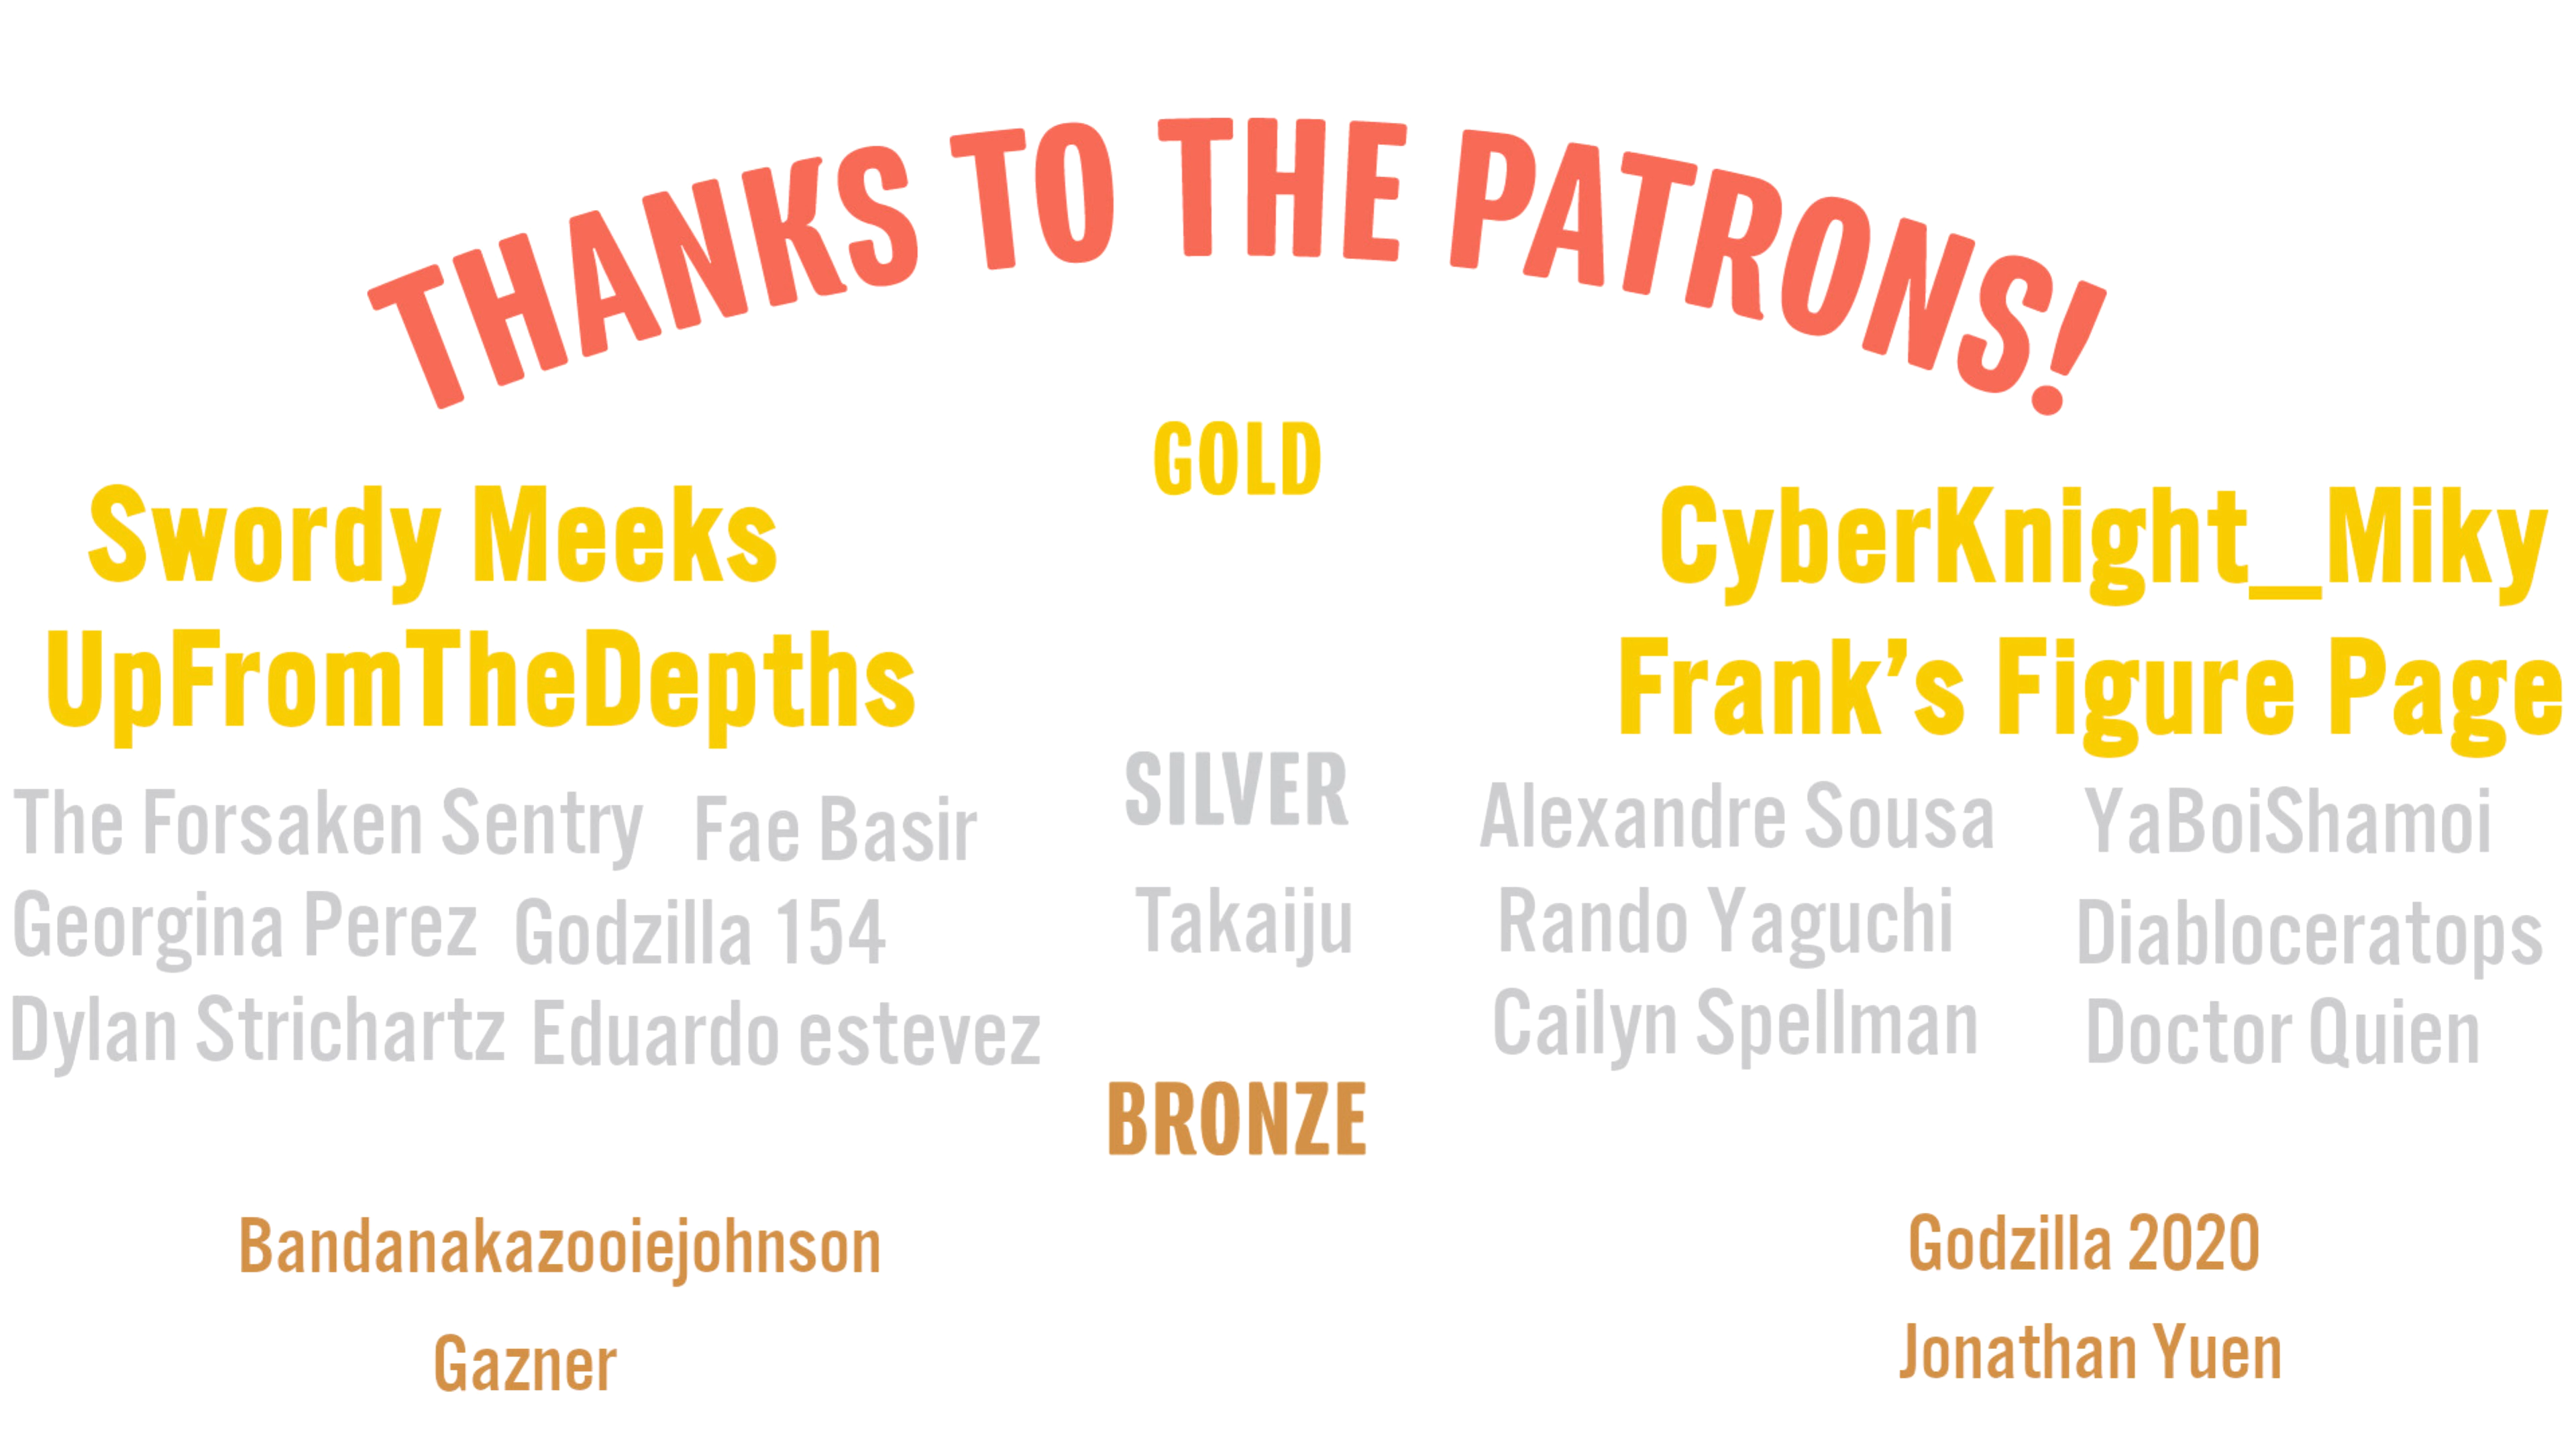 THANKS TO THE PATRONS!
GOLD
Swordy Meeks
CyberKnight_Miky
UpFromTheDepths
Frank’s Figure Page
SILVER
The Forsaken Sentry
Fae Basir
Alexandre Sousa
YaBoiShamoi
Georgina Perez
Godzilla 154
Takaiju
Rando Yaguchi
Diabloceratops
Dylan Strichartz
Eduardo estevez
Cailyn Spellman
Doctor Quien
BRONZE
Bandanakazooiejohnson
Godzilla 2020
Gazner
Jonathan Yuen